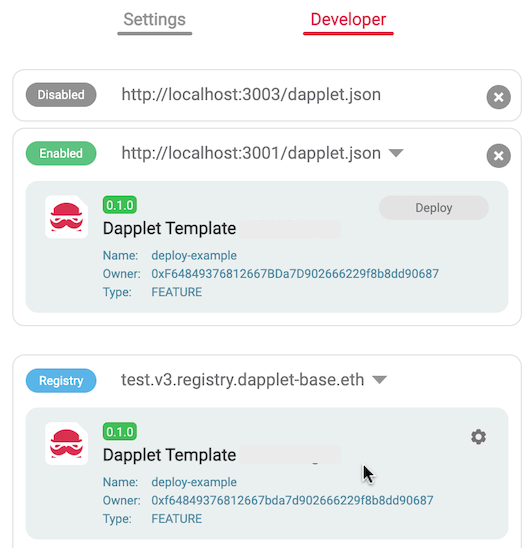 Settings
Developer
Disabled
http://localhost:3003/dapplet.json
Enabled
http://localhost:3001/dapplet.json
0.1.0
Dapplet Template
Deploy
Name: deploy-example
Owner: 0xF64849376812667BDa7D902666229f8b8dd90687
Type: FEATURE
Registry
test.v3.registry.dapplet-base.eth
0.1.0
Dapplet Template
Name: deploy-example
Owner: 0xf64849376812667bda7d902666229f8b8dd90687
Type: FEATURE